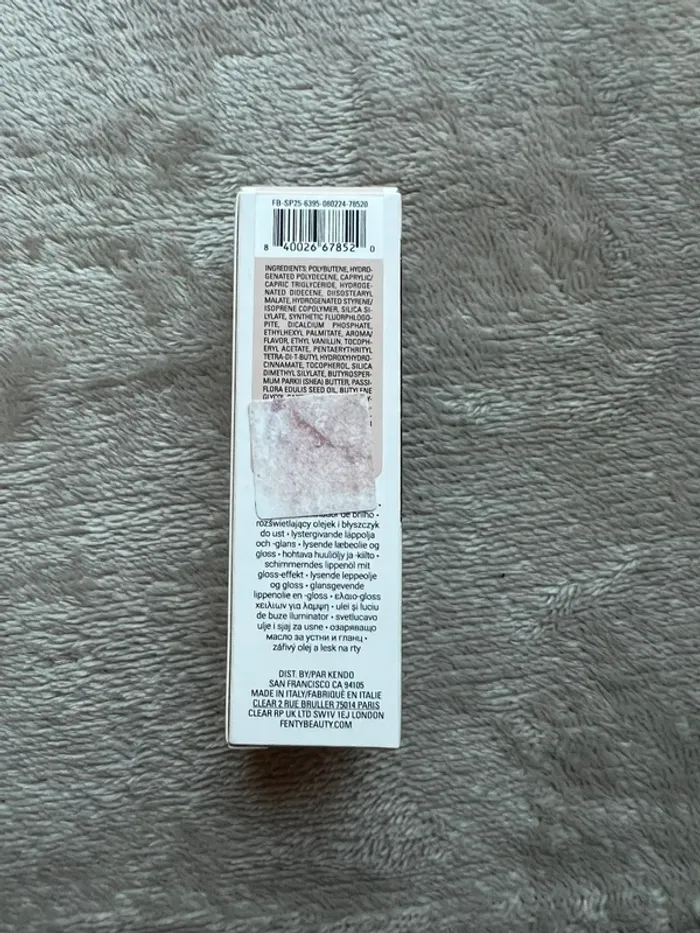 FB-SP25-6395-080224-78520
8 40026 67852 0
INGREDIENTS: POLYBUTENE, HYDRO-
GENATED POLYDECENE, CAPRYLIC/
CAPRIC TRIGLYCERIDE, HYDROGE-
NATED DIDECENE, DIISOSTEARYL
MALATE, HYDROGENATED STYRENE/
ISOPRENE COPOLYMER, SILICA SI-
LYLATE, SYNTHETIC FLUORPHLOGO-
PITE, DICALCIUM PHOSPHATE,
ETHYLHEXYL PALMITATE, AROMA/
FLAVOR, ETHYL VANILLIN, TOCOPH-
ERYL ACETATE, PENTAERYTHRITYL
TETRA-DI-T-BUTYL HYDROXYHYDRO-
CINNAMATE, TOCOPHEROL, SILICA
DIMETHYL SILYLATE, BUTYROSPER-
MUM PARKII (SHEA) BUTTER, PASSI-
FLORA EDULIS SEED OIL, BUTYLENE
GLYCOL
de brilho •
rozświetlający olejek i błyszczyk
do ust • lystergivande läppolja
och -glans • lysende læbeolie og
gloss • hohtava huuliöljy ja -kiilto •
schimmerndes lippenöl mit
gloss-effekt • lysende leppeolje
og gloss • glansgevende
lippenolie en -gloss • ελαιο-gloss
χειλιων για λαμψη • ulei și luciu
de buze iluminator • svetlucavo
ulje i sjaj za usne • озаряващо
масло за устни и гланц •
zářivý olej a lesk na rty
DIST. BY/PAR KENDO
SAN FRANCISCO CA 94105
MADE IN ITALY/FABRIQUÉ EN ITALIE
CLEAR 2 RUE BRULLER 75014 PARIS
CLEAR RP UK LTD SW1V 1EJ LONDON
FENTYBEAUTY.COM